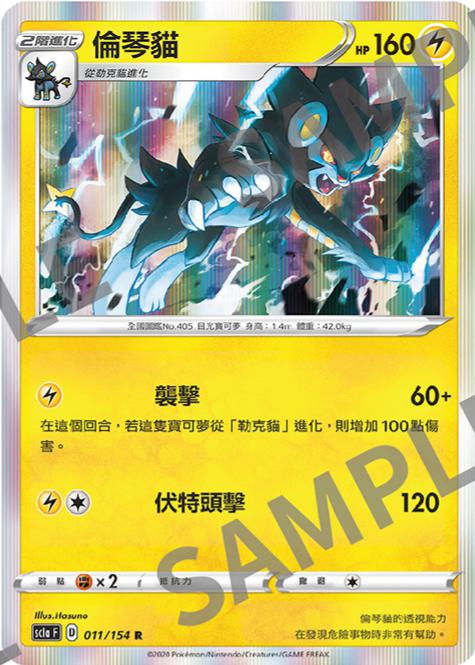 2階進化
倫琴貓
HP 160
從勒克貓進化
全國圖鑑No.405 目光寶可夢 身高：1.4m 體重：42.0kg
襲擊 60+
在這個回合，若這隻寶可夢從「勒克貓」進化，則增加100點傷
害。
伏特頭擊 120
弱點 ×2 抵抗力 撤退
Illus.Hasuno
sc1a F D 011/154 R
倫琴貓的透視能力
在發現危險事物時非常有用。
©2020 Pokémon/Nintendo/Creatures/GAME FREAK
SAMPLE
SAMPLE